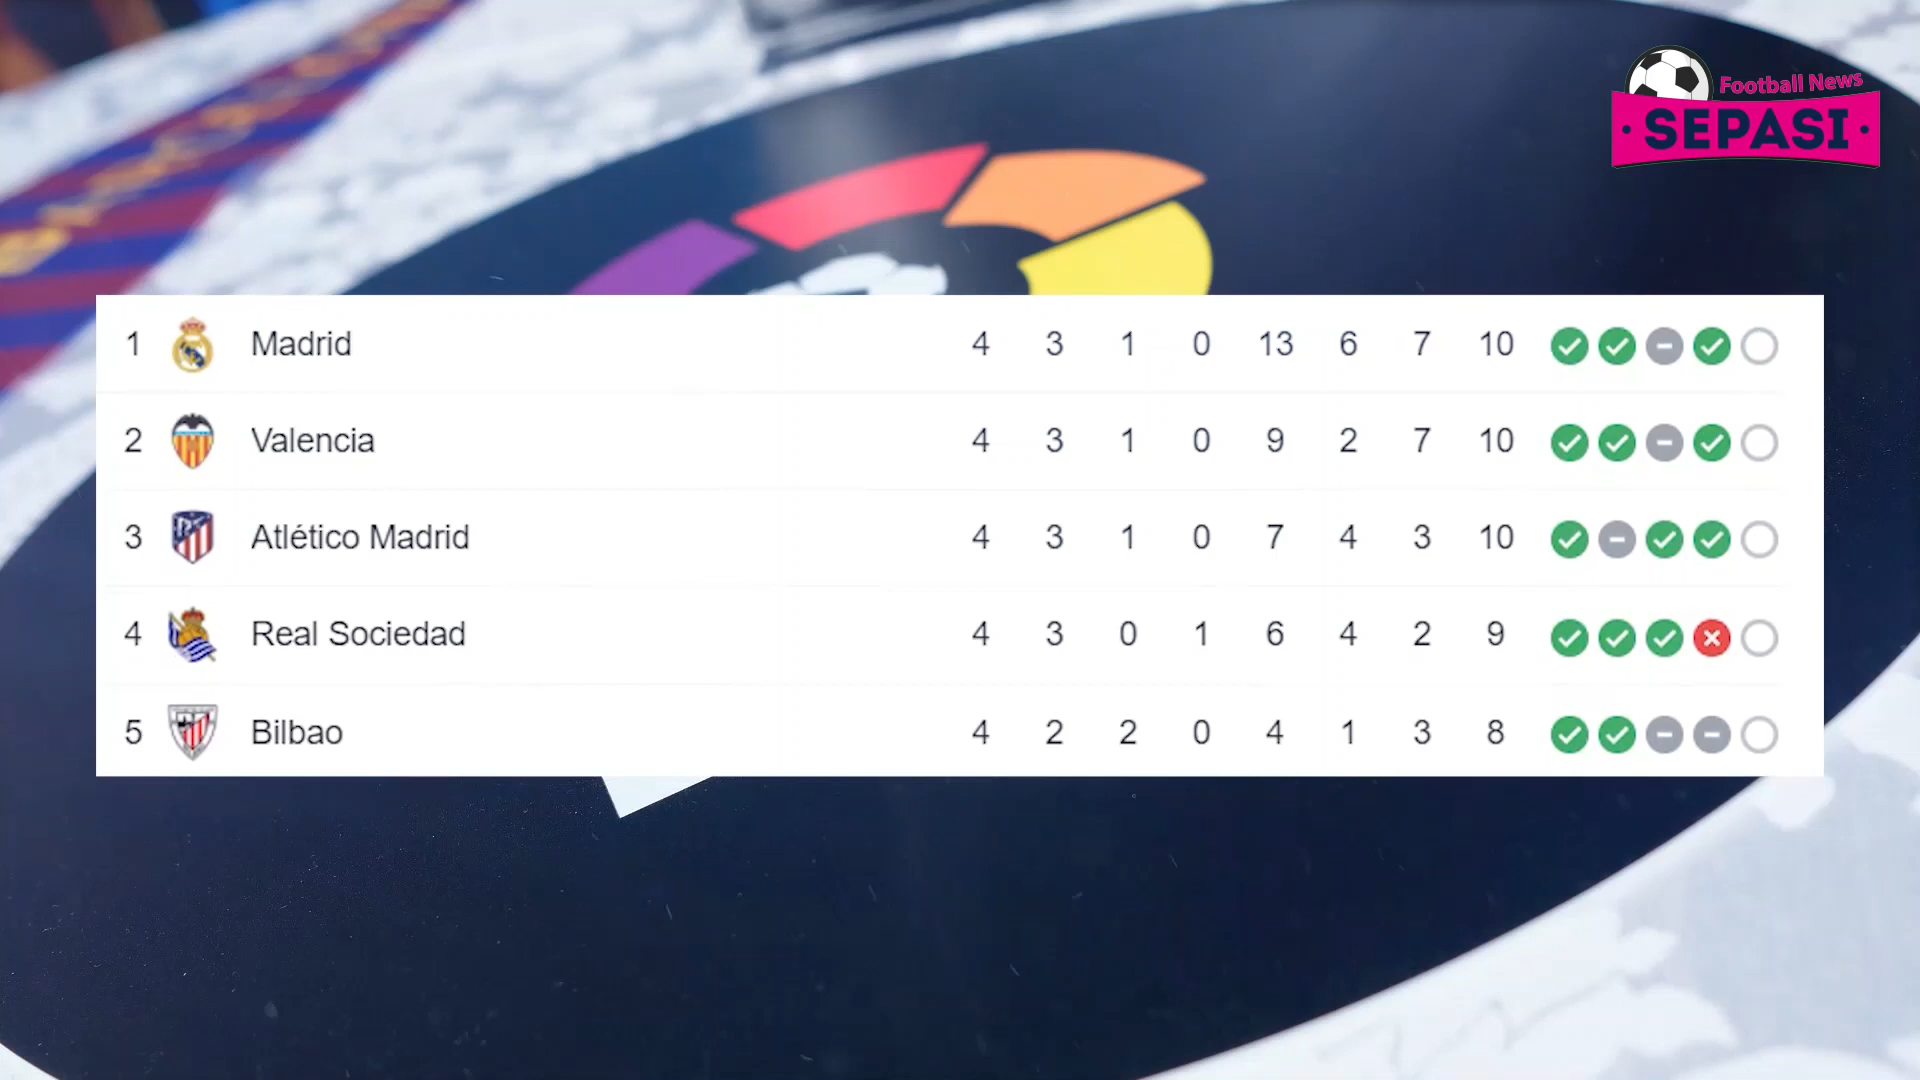 Football News
· SEPASI ·
1 Madrid 4 3 1 0 13 6 7 10
2 Valencia 4 3 1 0 9 2 7 10
3 Atlético Madrid 4 3 1 0 7 4 3 10
4 Real Sociedad 4 3 0 1 6 4 2 9
5 Bilbao 4 2 2 0 4 1 3 8